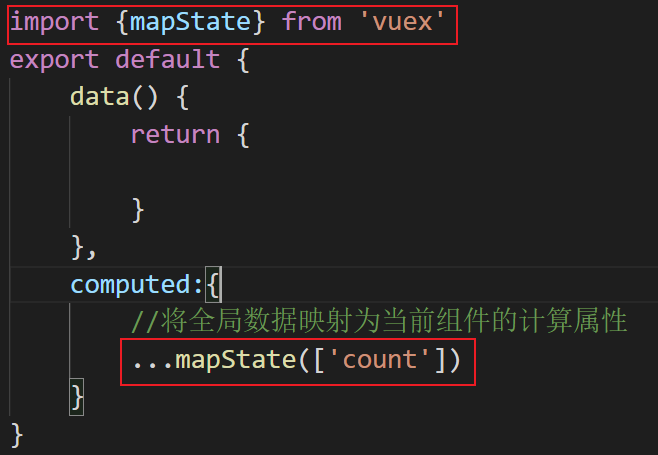 import {mapState} from 'vuex'
export default {
    data() {
        return {

        }
    },
    computed:{
        //将全局数据映射为当前组件的计算属性
        ...mapState(['count'])
    }
}